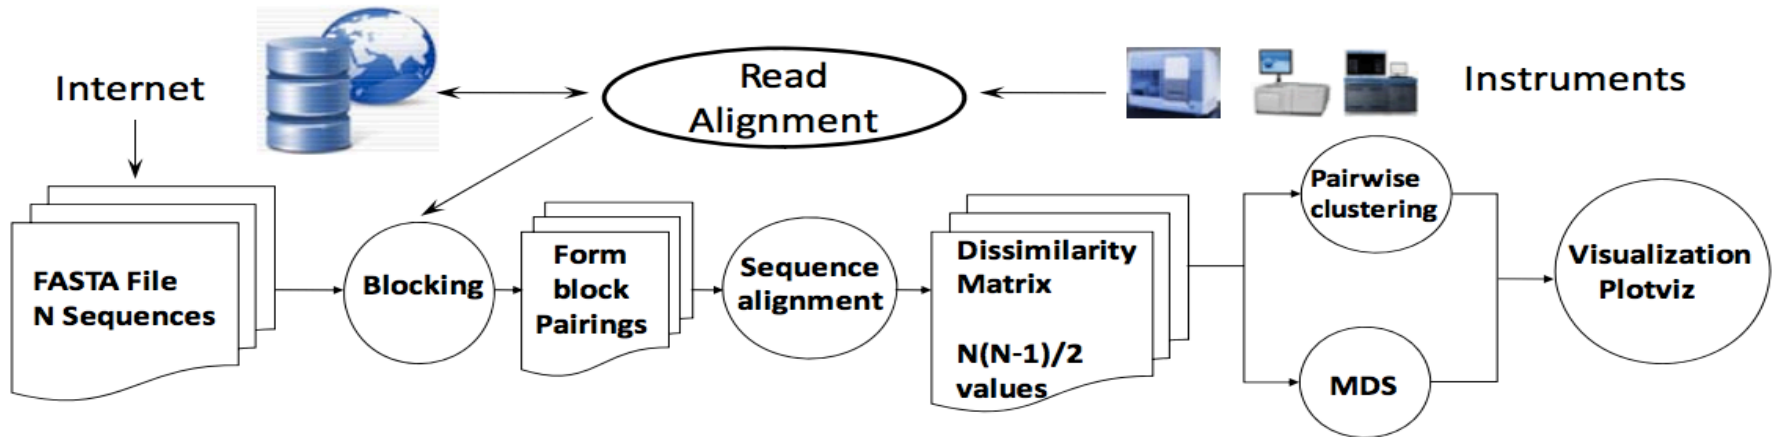 Internet
Read
Alignment
Instruments
FASTA File
N Sequences
Blocking
Form
block
Pairings
Sequence
alignment
Dissimilarity
Matrix
N(N-1)/2
values
Pairwise
clustering
MDS
Visualization
Plotviz